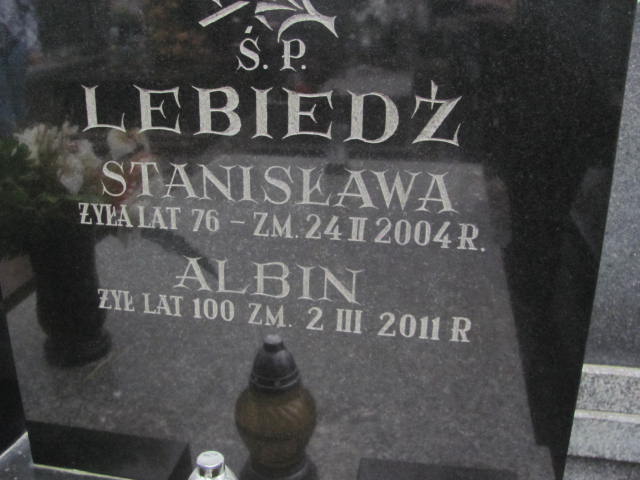 Ś. P.
LEBIEDŹ
STANISŁAWA
ŻYŁA LAT 76 – ZM. 24 II 2004 R.
ALBIN
ŻYŁ LAT 100 ZM. 2 III 2011 R